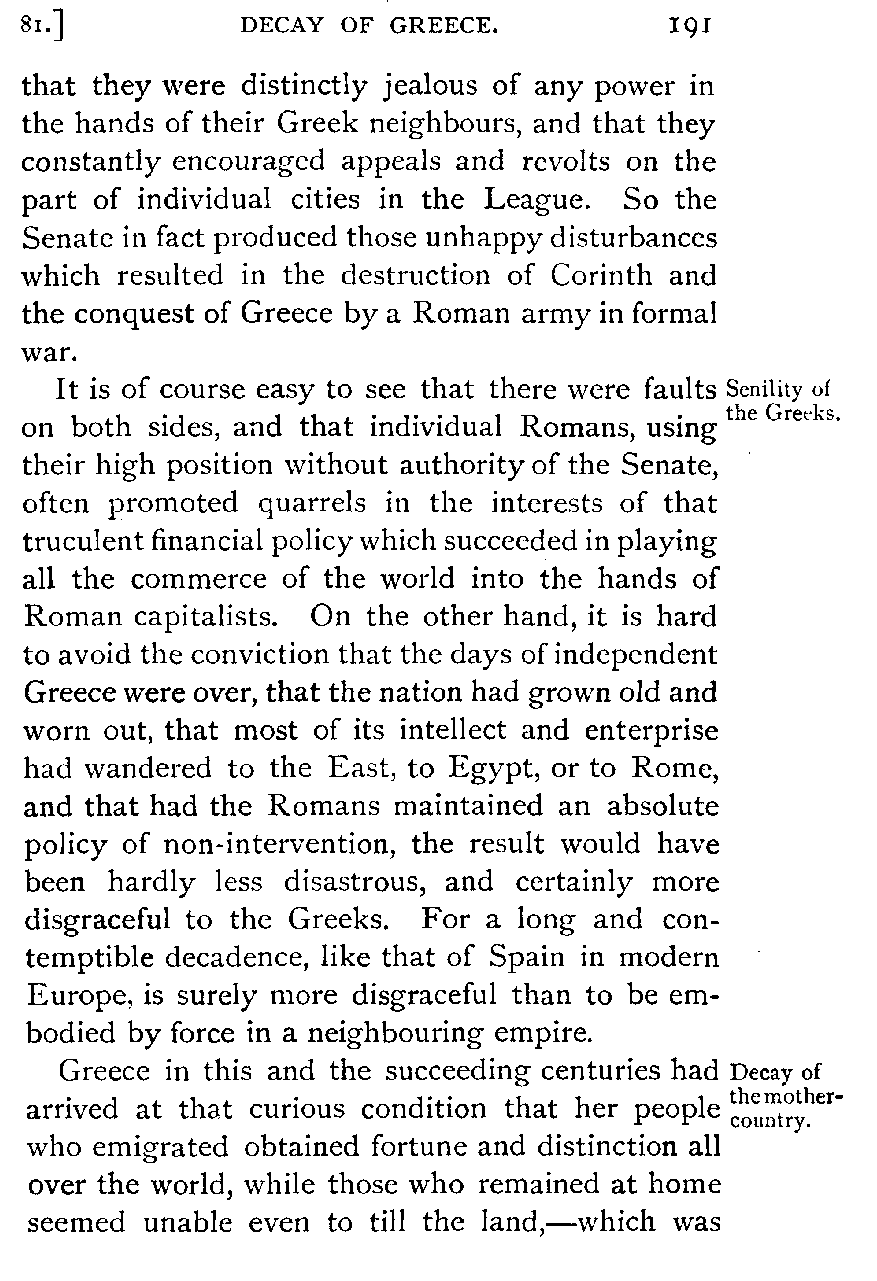 81.] DECAY OF GREECE. 191
that they were distinctly jealous of any power in
the hands of their Greek neighbours, and that they
constantly encouraged appeals and revolts on the
part of individual cities in the League. So the
Senate in fact produced those unhappy disturbances
which resulted in the destruction of Corinth and
the conquest of Greece by a Roman army in formal
war.
It is of course easy to see that there were faults
on both sides, and that individual Romans, using
their high position without authority of the Senate,
often promoted quarrels in the interests of that
truculent financial policy which succeeded in playing
all the commerce of the world into the hands of
Roman capitalists. On the other hand, it is hard
to avoid the conviction that the days of independent
Greece were over, that the nation had grown old and
worn out, that most of its intellect and enterprise
had wandered to the East, to Egypt, or to Rome,
and that had the Romans maintained an absolute
policy of non-intervention, the result would have
been hardly less disastrous, and certainly more
disgraceful to the Greeks. For a long and con-
temptible decadence, like that of Spain in modern
Europe, is surely more disgraceful than to be em-
bodied by force in a neighbouring empire.
Senility of
the Greeks.
Greece in this and the succeeding centuries had
arrived at that curious condition that her people
who emigrated obtained fortune and distinction all
over the world, while those who remained at home
seemed unable even to till the land,—which was
Decay of
the mother-
country.